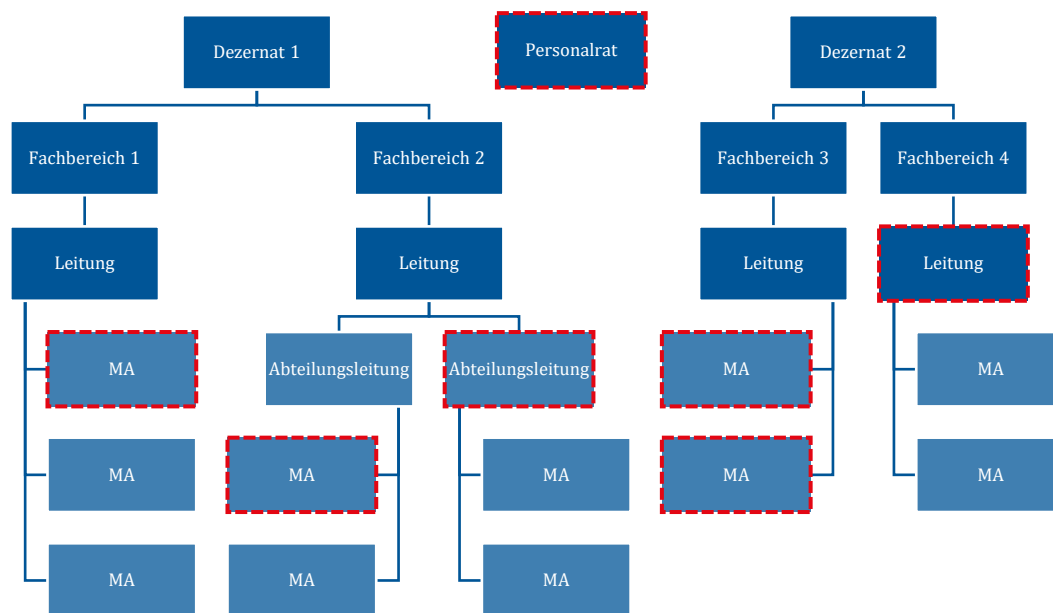 Dezernat 1
Personalrat
Dezernat 2
Fachbereich 1
Fachbereich 2
Fachbereich 3
Fachbereich 4
Leitung
Leitung
Leitung
Leitung
MA
Abteilungsleitung
Abteilungsleitung
MA
MA
MA
MA
MA
MA
MA
MA
MA
MA